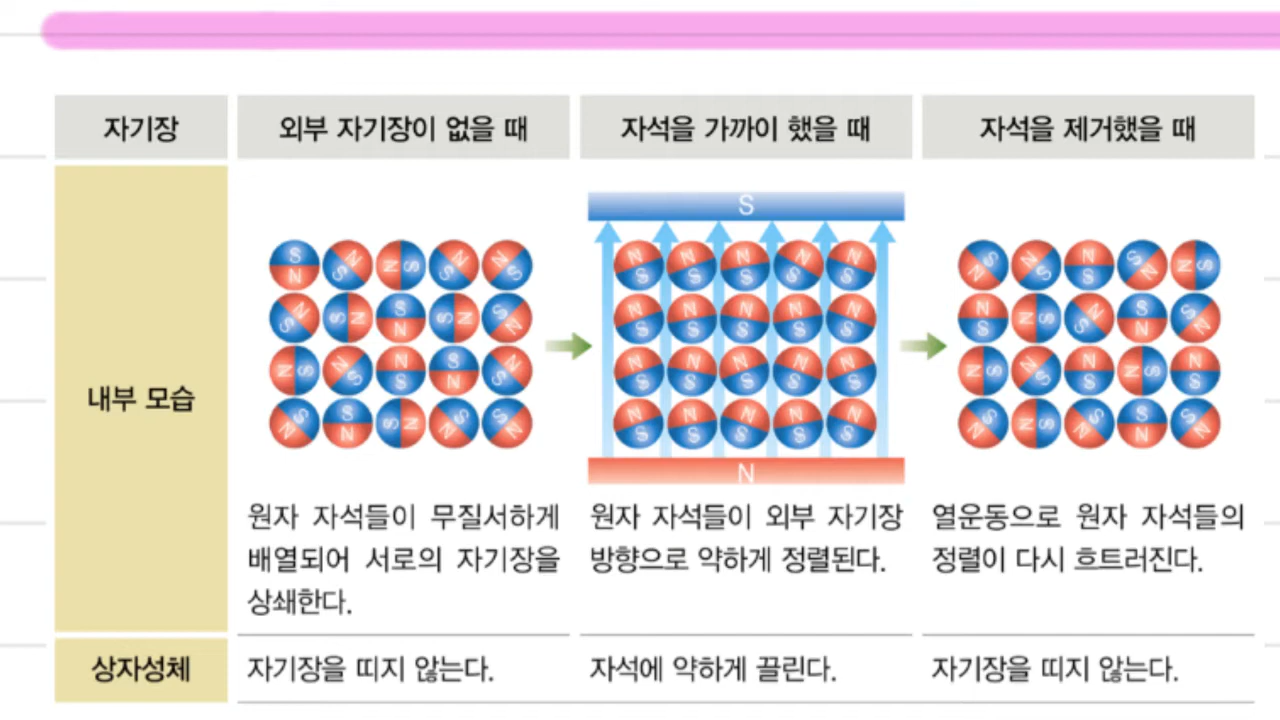 자기장
외부 자기장이 없을 때
자석을 가까이 했을 때
자석을 제거했을 때
내부 모습
S N N S N S N S N S
N S S N S N S N S N
N S N S N S S N N S
S N S N S N S N S N
S
N S N S N S N S N S
N S N S N S N S N S
N S N S N S N S N S
N S N S N S N S N S
N
S N N S N S S N N S
N S N S N S S N S N
N S N S N S N S N S
S N N S S N S N S N
원자 자석들이 무질서하게
배열되어 서로의 자기장을
상쇄한다.
원자 자석들이 외부 자기장
방향으로 약하게 정렬된다.
열운동으로 원자 자석들의
정렬이 다시 흐트러진다.
상자성체
자기장을 띠지 않는다.
자석에 약하게 끌린다.
자기장을 띠지 않는다.